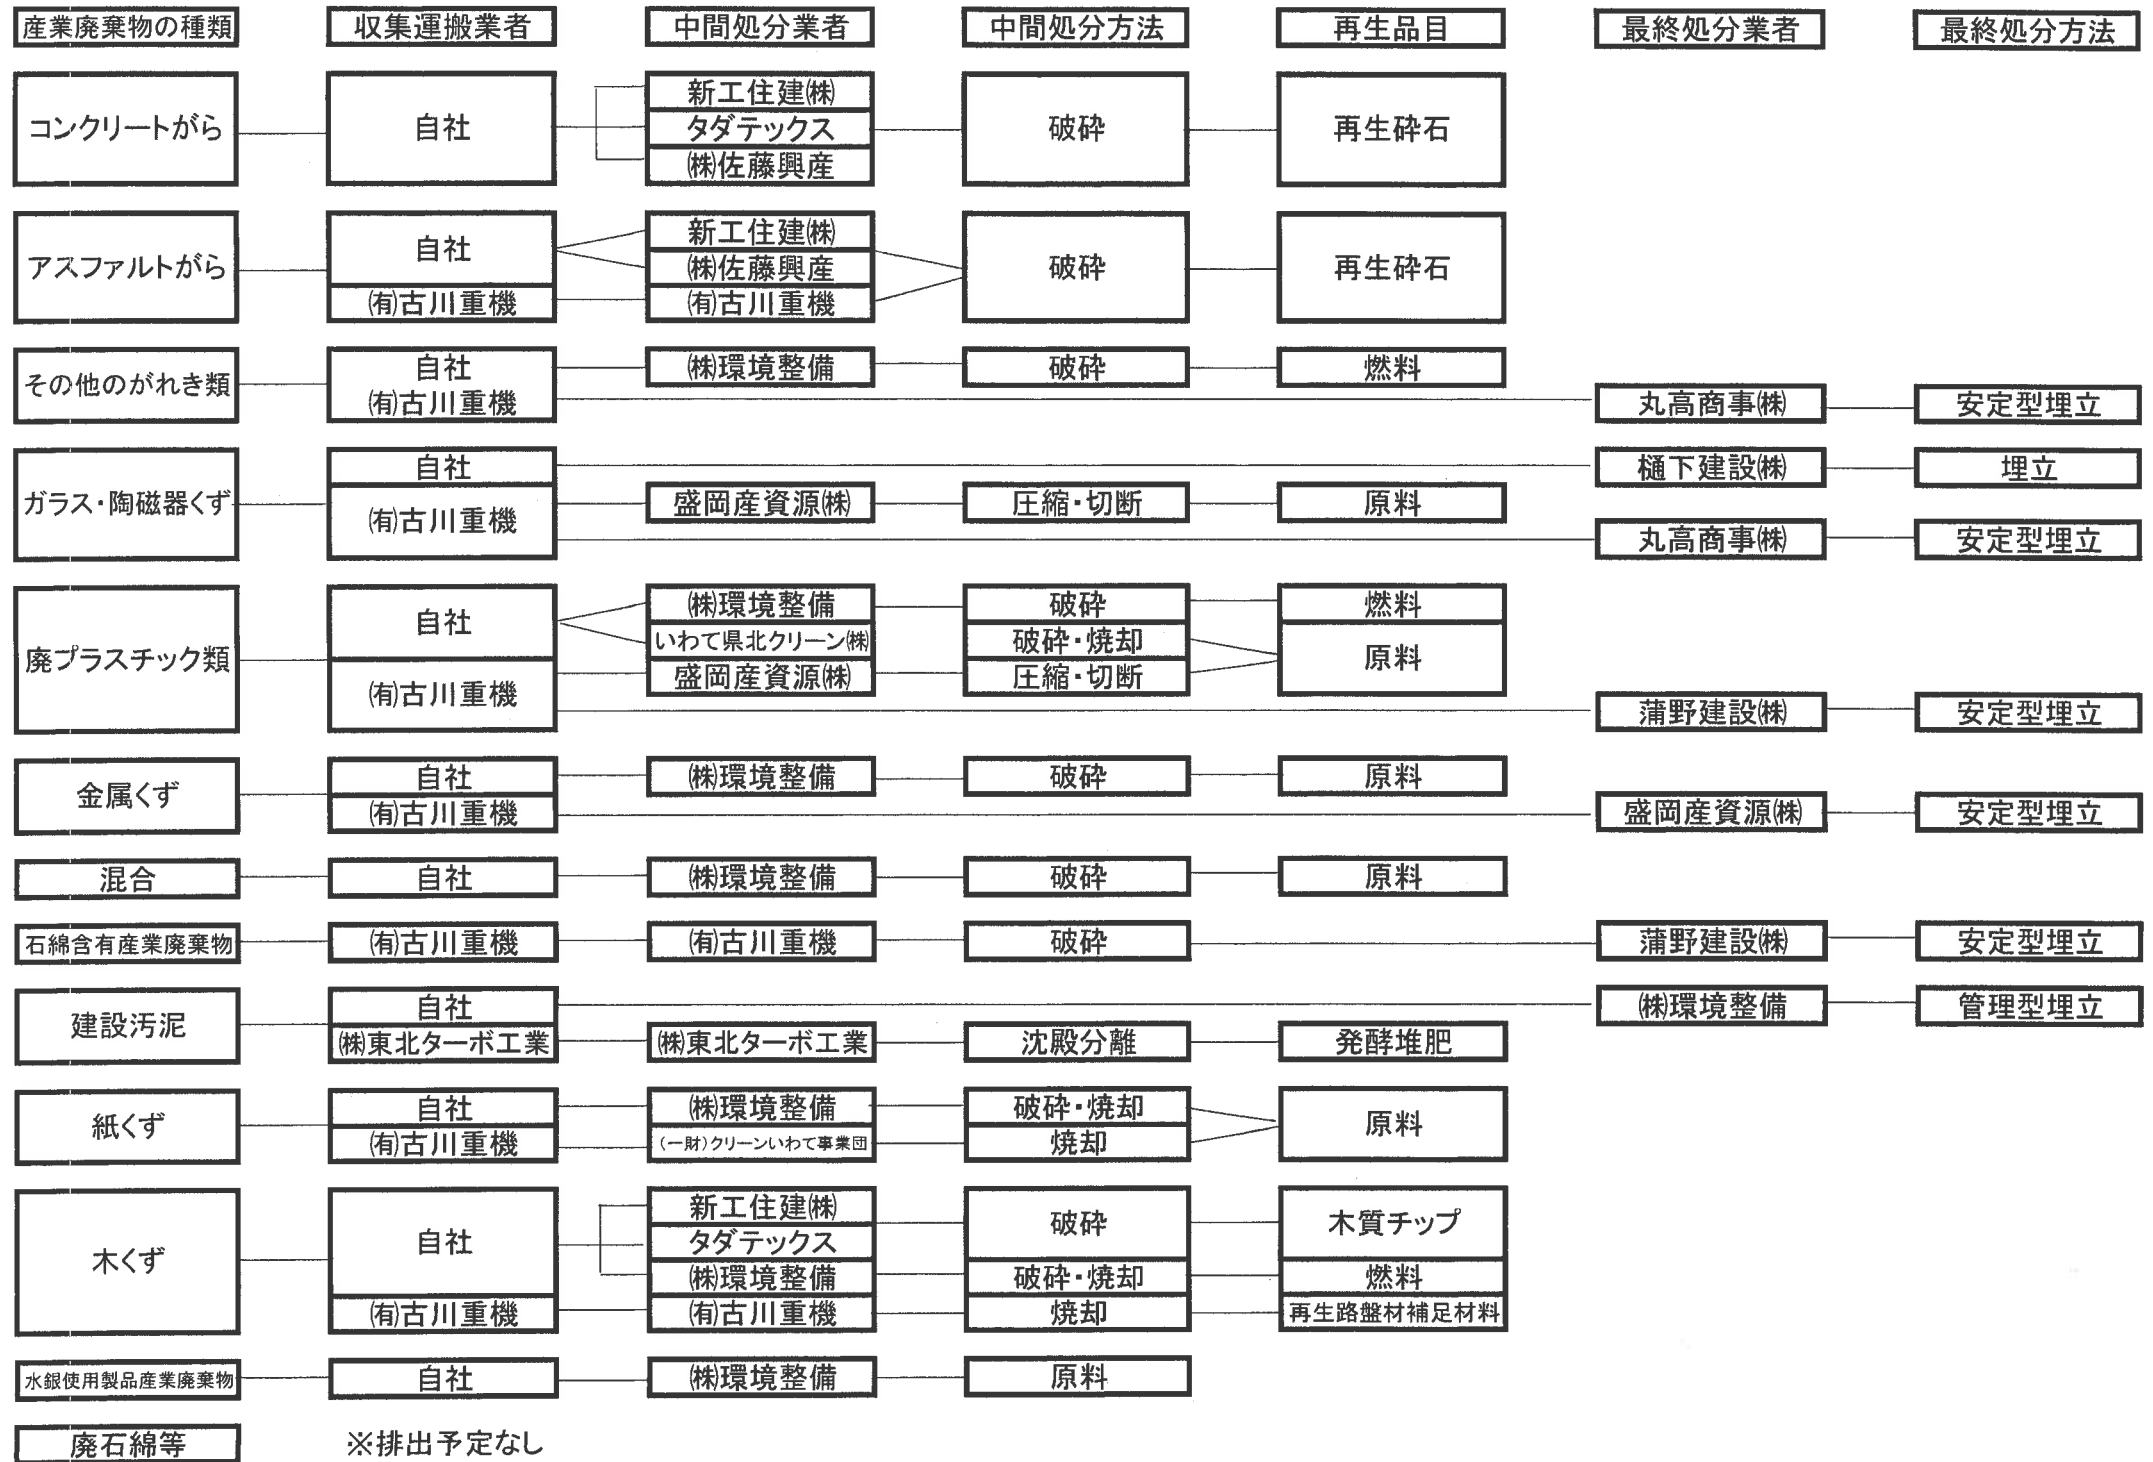 産業廃棄物の種類 収集運搬業者 中間処分業者 中間処分方法 再生品目 最終処分業者 最終処分方法
コンクリートがら 自社 新工住建㈱ 破砕 再生砕石
タダテックス
㈱佐藤興産
アスファルトがら 自社 新工住建㈱ 破砕 再生砕石
㈱佐藤興産
㈲古川重機 ㈲古川重機
その他のがれき類 自社 ㈱環境整備 破砕 燃料
㈲古川重機 丸高商事㈱ 安定型埋立
ガラス・陶磁器くず 自社 樋下建設㈱ 埋立
㈲古川重機 盛岡産資源㈱ 圧縮・切断 原料
丸高商事㈱ 安定型埋立
廃プラスチック類 自社 ㈱環境整備 破砕 燃料
いわて県北クリーン㈱ 破砕・焼却 原料
㈲古川重機 盛岡産資源㈱ 圧縮・切断
蒲野建設㈱ 安定型埋立
金属くず 自社 ㈱環境整備 破砕 原料
㈲古川重機 盛岡産資源㈱ 安定型埋立
混合 自社 ㈱環境整備 破砕 原料
石綿含有産業廃棄物 ㈲古川重機 ㈲古川重機 破砕 蒲野建設㈱ 安定型埋立
建設汚泥 自社 ㈱環境整備 管理型埋立
㈱東北ターボ工業 ㈱東北ターボ工業 沈殿分離 発酵堆肥
紙くず 自社 ㈱環境整備 破砕・焼却 原料
㈲古川重機 (一財)クリーンいわて事業団 焼却
木くず 自社 新工住建㈱ 破砕 木質チップ
タダテックス
㈱環境整備 破砕・焼却 燃料
㈲古川重機 ㈲古川重機 焼却 再生路盤材補足材料
水銀使用製品産業廃棄物 自社 ㈱環境整備 原料
廃石綿等 ※排出予定なし